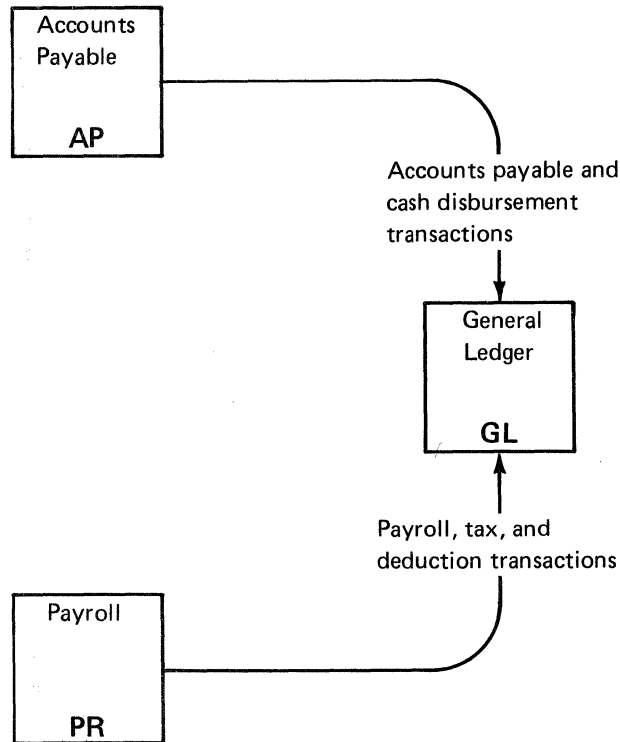 Accounts
Payable
AP
Accounts payable and
cash disbursement
transactions
General
Ledger
GL
Payroll, tax, and
deduction transactions
Payroll
PR